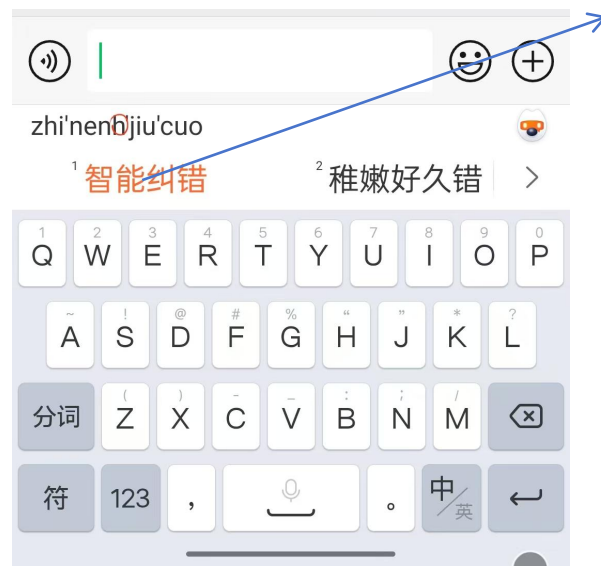 zhi'nenh'jiu'cuo
1 智能纠错 2 稚嫩好久错
1 2 3 4 5 6 7 8 9 0
Q W E R T Y U I O P
~ ! @ # % “ ” * ?
A S D F G H J K L
( ) - _ : ; /
分词 Z X C V B N M
符 123 , 。 中/英